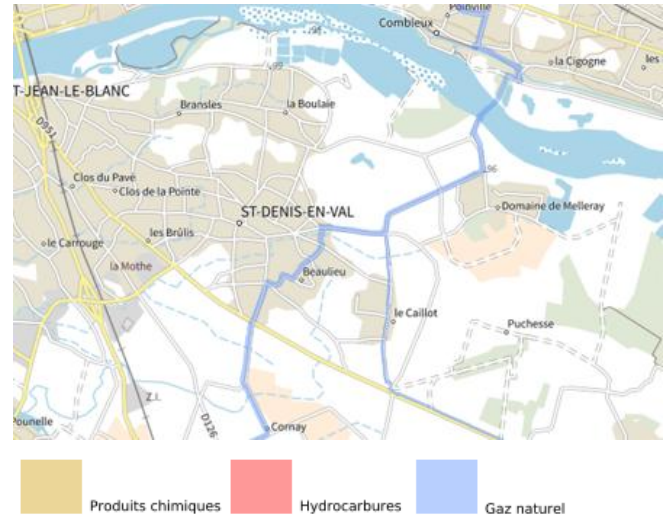 Poinville
Combleux
la Cigogne
les
T-JEAN-LE-BLANC
Bransles
la Boulaie
D951
Clos du Pavé
Clos de la Pointe
96
Domaine de Melleray
ST-DENIS-EN-VAL
les Brûlis
le Carrouge
la Mothe
Beaulieu
le Caillot
Puchesse
Z.I.
D126
Pounelle
Cornay
Produits chimiques
Hydrocarbures
Gaz naturel